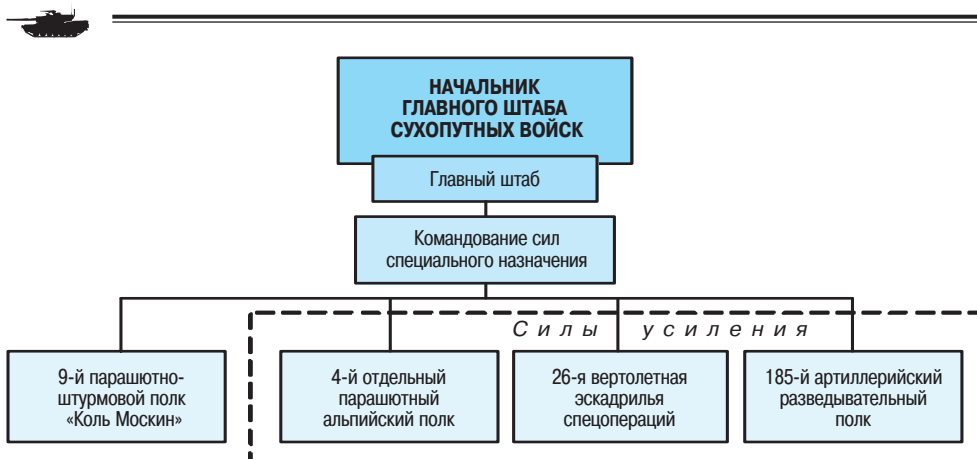 НАЧАЛЬНИК
ГЛАВНОГО ШТАБА
СУХОПУТНЫХ ВОЙСК
Главный штаб
Командование сил
специального назначения
Силы усиления
9-й парашютно-
штурмовой полк
«Коль Москин»
4-й отдельный
парашютный
альпийский полк
26-я вертолетная
эскадрилья
спецопераций
185-й артиллерийский
разведывательный
полк